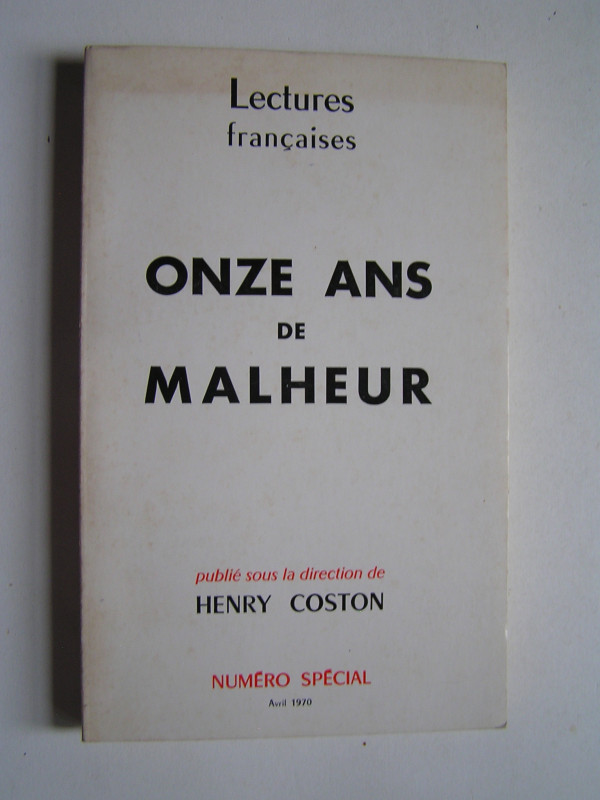 Lectures
françaises
ONZE ANS
DE
MALHEUR
publié sous la direction de
HENRY COSTON
NUMÉRO SPÉCIAL
Avril 1970